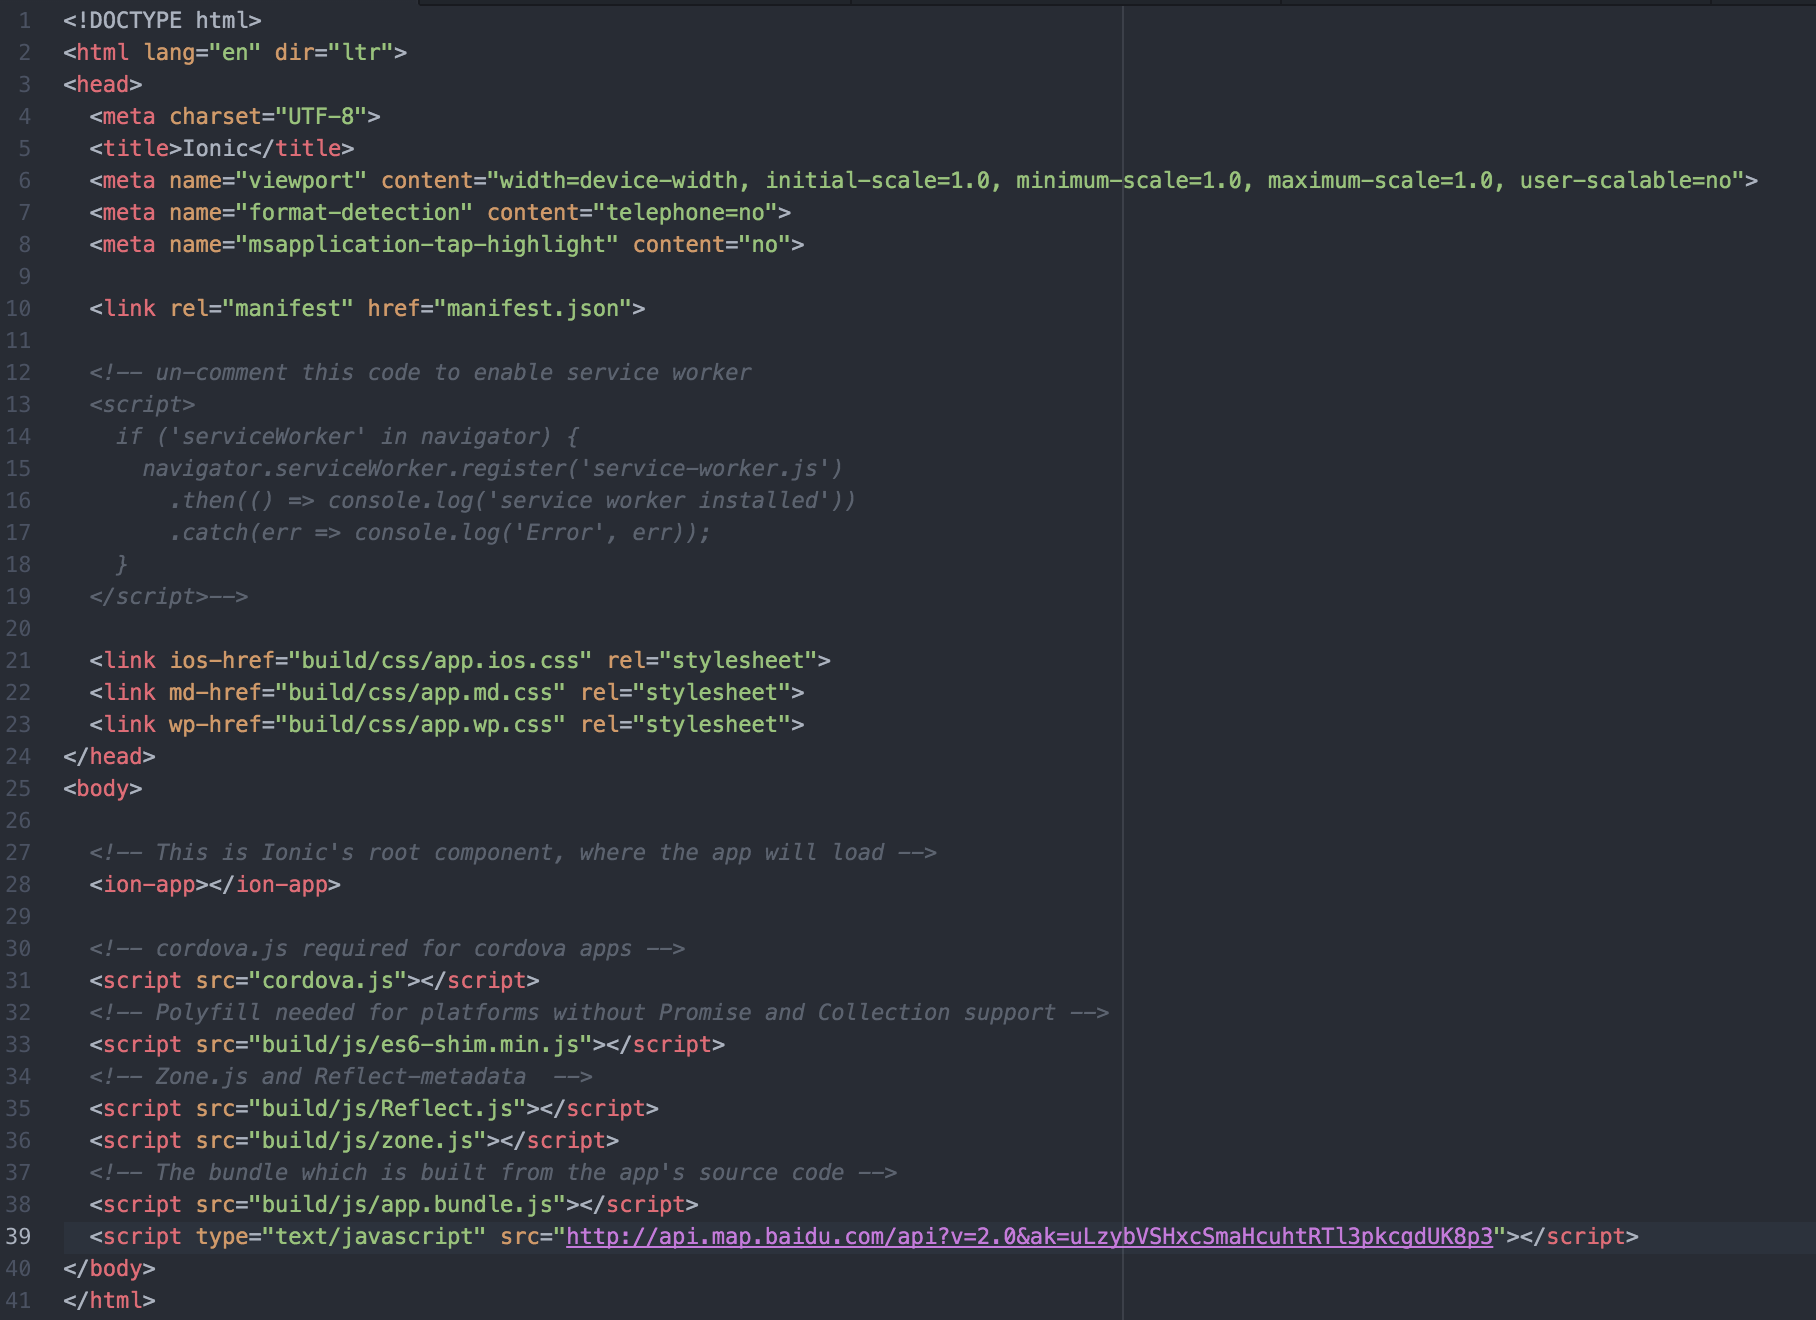 1 <!DOCTYPE html>
2 <html lang="en" dir="ltr">
3 <head>
4   <meta charset="UTF-8">
5   <title>Ionic</title>
6   <meta name="viewport" content="width=device-width, initial-scale=1.0, minimum-scale=1.0, maximum-scale=1.0, user-scalable=no">
7   <meta name="format-detection" content="telephone=no">
8   <meta name="msapplication-tap-highlight" content="no">
9
10   <link rel="manifest" href="manifest.json">
11
12   <!-- un-comment this code to enable service worker
13   <script>
14     if ('serviceWorker' in navigator) {
15       navigator.serviceWorker.register('service-worker.js')
16         .then(() => console.log('service worker installed'))
17         .catch(err => console.log('Error', err));
18     }
19   </script>-->
20
21   <link ios-href="build/css/app.ios.css" rel="stylesheet">
22   <link md-href="build/css/app.md.css" rel="stylesheet">
23   <link wp-href="build/css/app.wp.css" rel="stylesheet">
24 </head>
25 <body>
26
27   <!-- This is Ionic's root component, where the app will load -->
28   <ion-app></ion-app>
29
30   <!-- cordova.js required for cordova apps -->
31   <script src="cordova.js"></script>
32   <!-- Polyfill needed for platforms without Promise and Collection support -->
33   <script src="build/js/es6-shim.min.js"></script>
34   <!-- Zone.js and Reflect-metadata  -->
35   <script src="build/js/Reflect.js"></script>
36   <script src="build/js/zone.js"></script>
37   <!-- The bundle which is built from the app's source code -->
38   <script src="build/js/app.bundle.js"></script>
39   <script type="text/javascript" src="http://api.map.baidu.com/api?v=2.0&ak=uLzybVSHxcSmaHcuhtRTl3pkcgdUK8p3"></script>
40 </body>
41 </html>